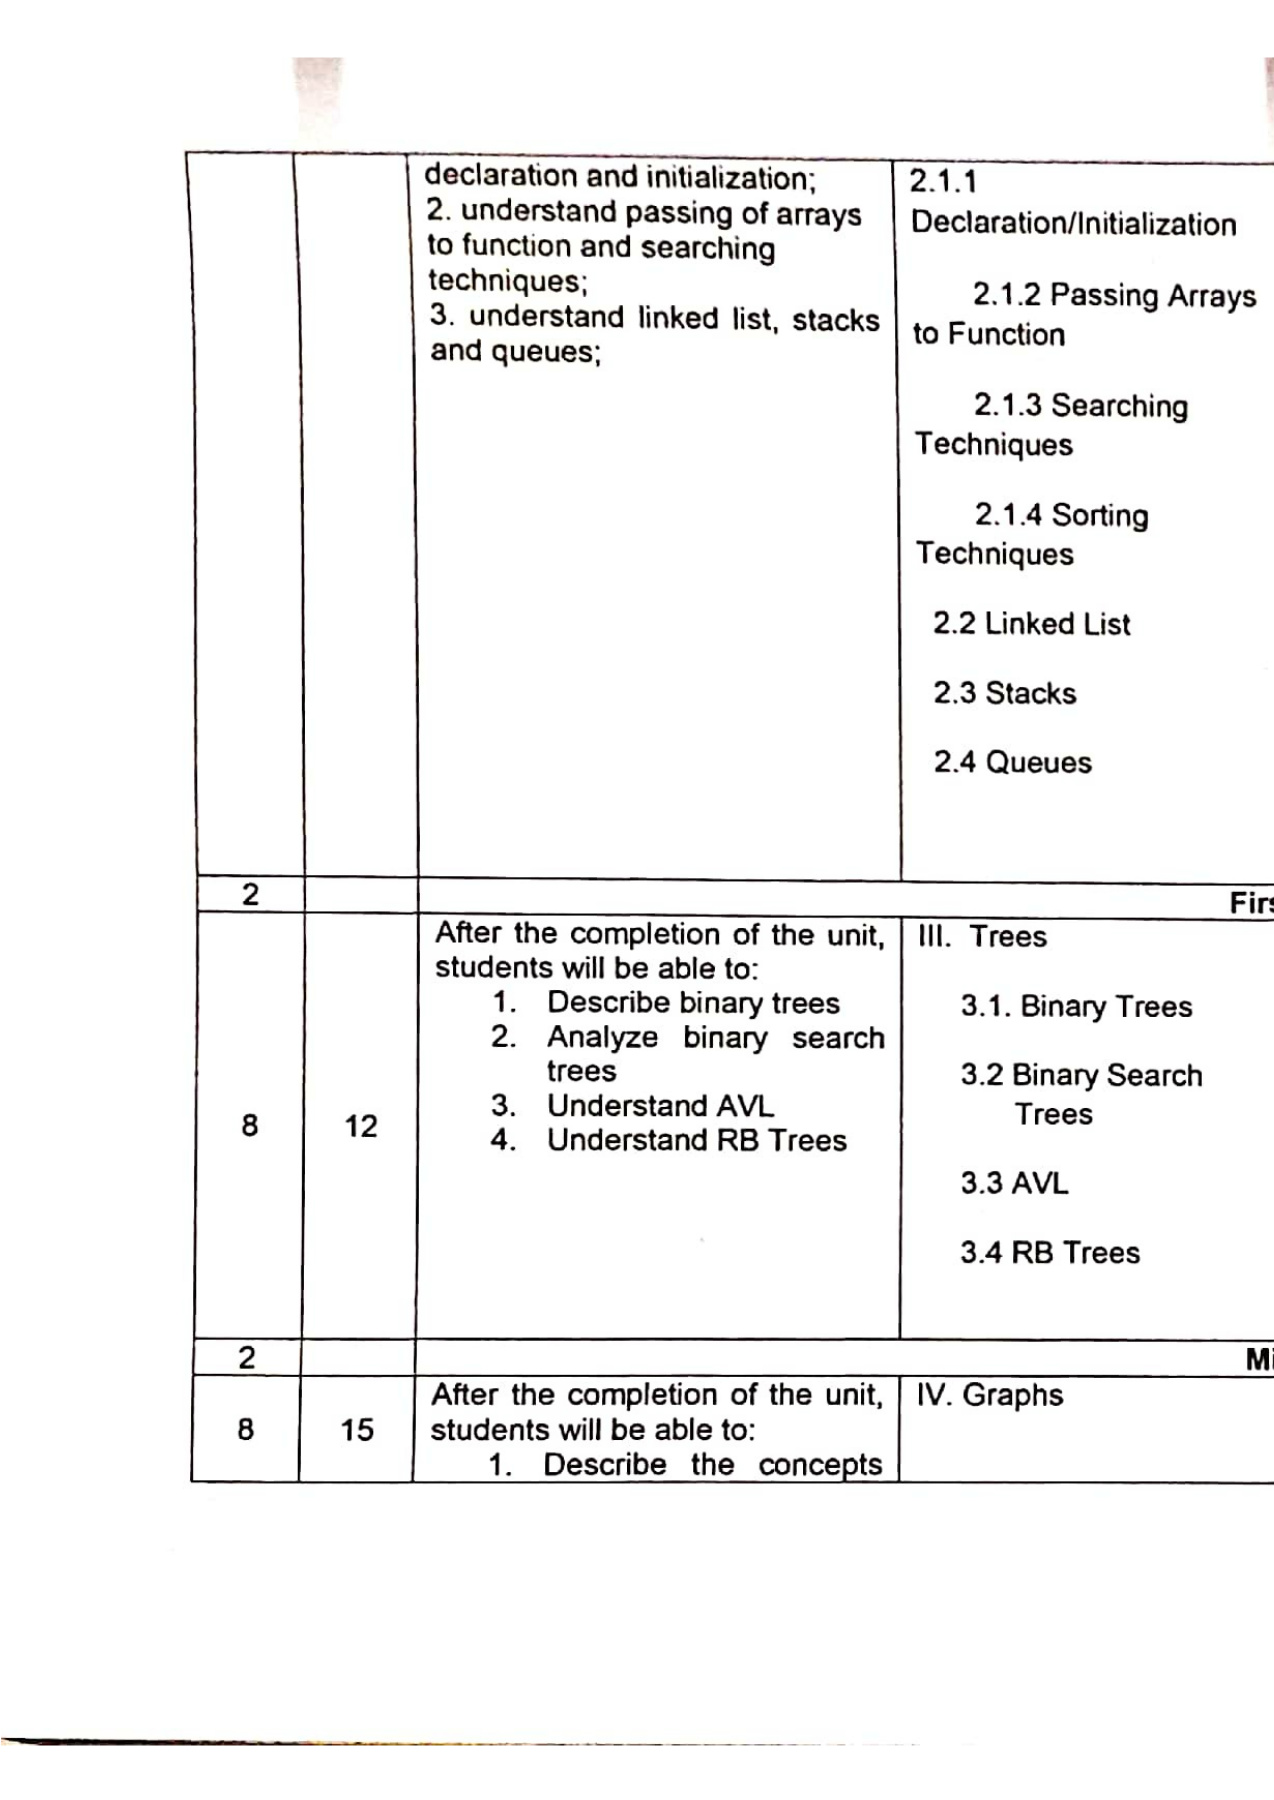 declaration and initialization;
2. understand passing of arrays
to function and searching
techniques;
3. understand linked list, stacks
and queues;
2.1.1
Declaration/Initialization
2.1.2 Passing Arrays
to Function
2.1.3 Searching
Techniques
2.1.4 Sorting
Techniques
2.2 Linked List
2.3 Stacks
2.4 Queues
2
8
12
After the completion of the unit,
students will be able to:
1. Describe binary trees
2. Analyze binary search
trees
3. Understand AVL
4. Understand RB Trees
III. Trees
3.1. Binary Trees
3.2 Binary Search
Trees
3.3 AVL
3.4 RB Trees
2
8
15
After the completion of the unit,
students will be able to:
1. Describe the concepts
IV. Graphs